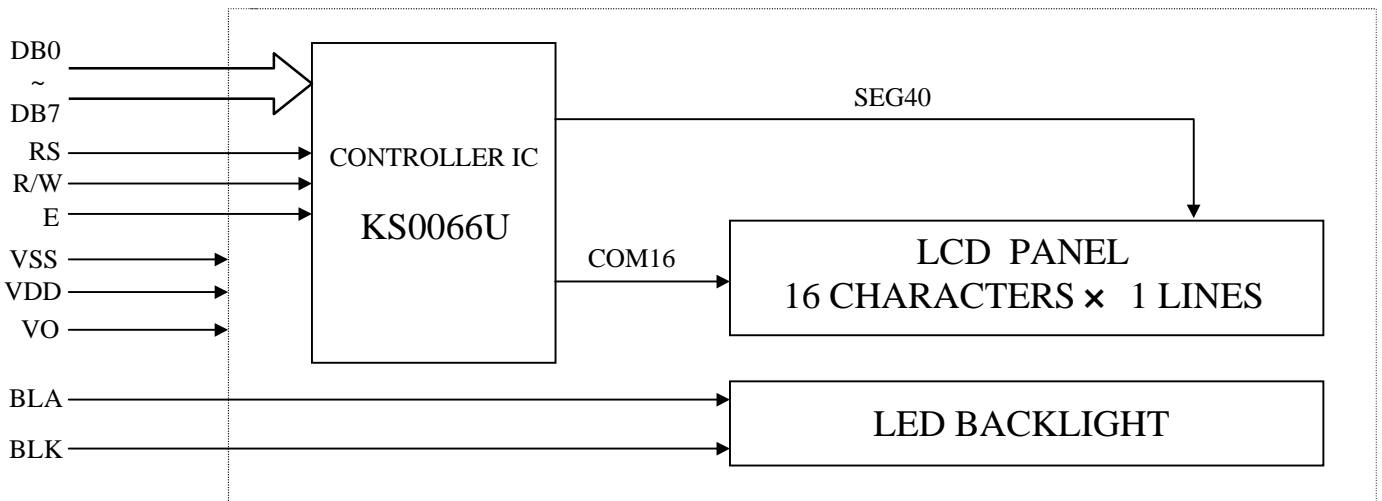 DB0
~
DB7
RS
R/W
E
VSS
VDD
VO
BLA
BLK
CONTROLLER IC
KS0066U
SEG40
COM16
LCD PANEL
16 CHARACTERS × 1 LINES
LED BACKLIGHT